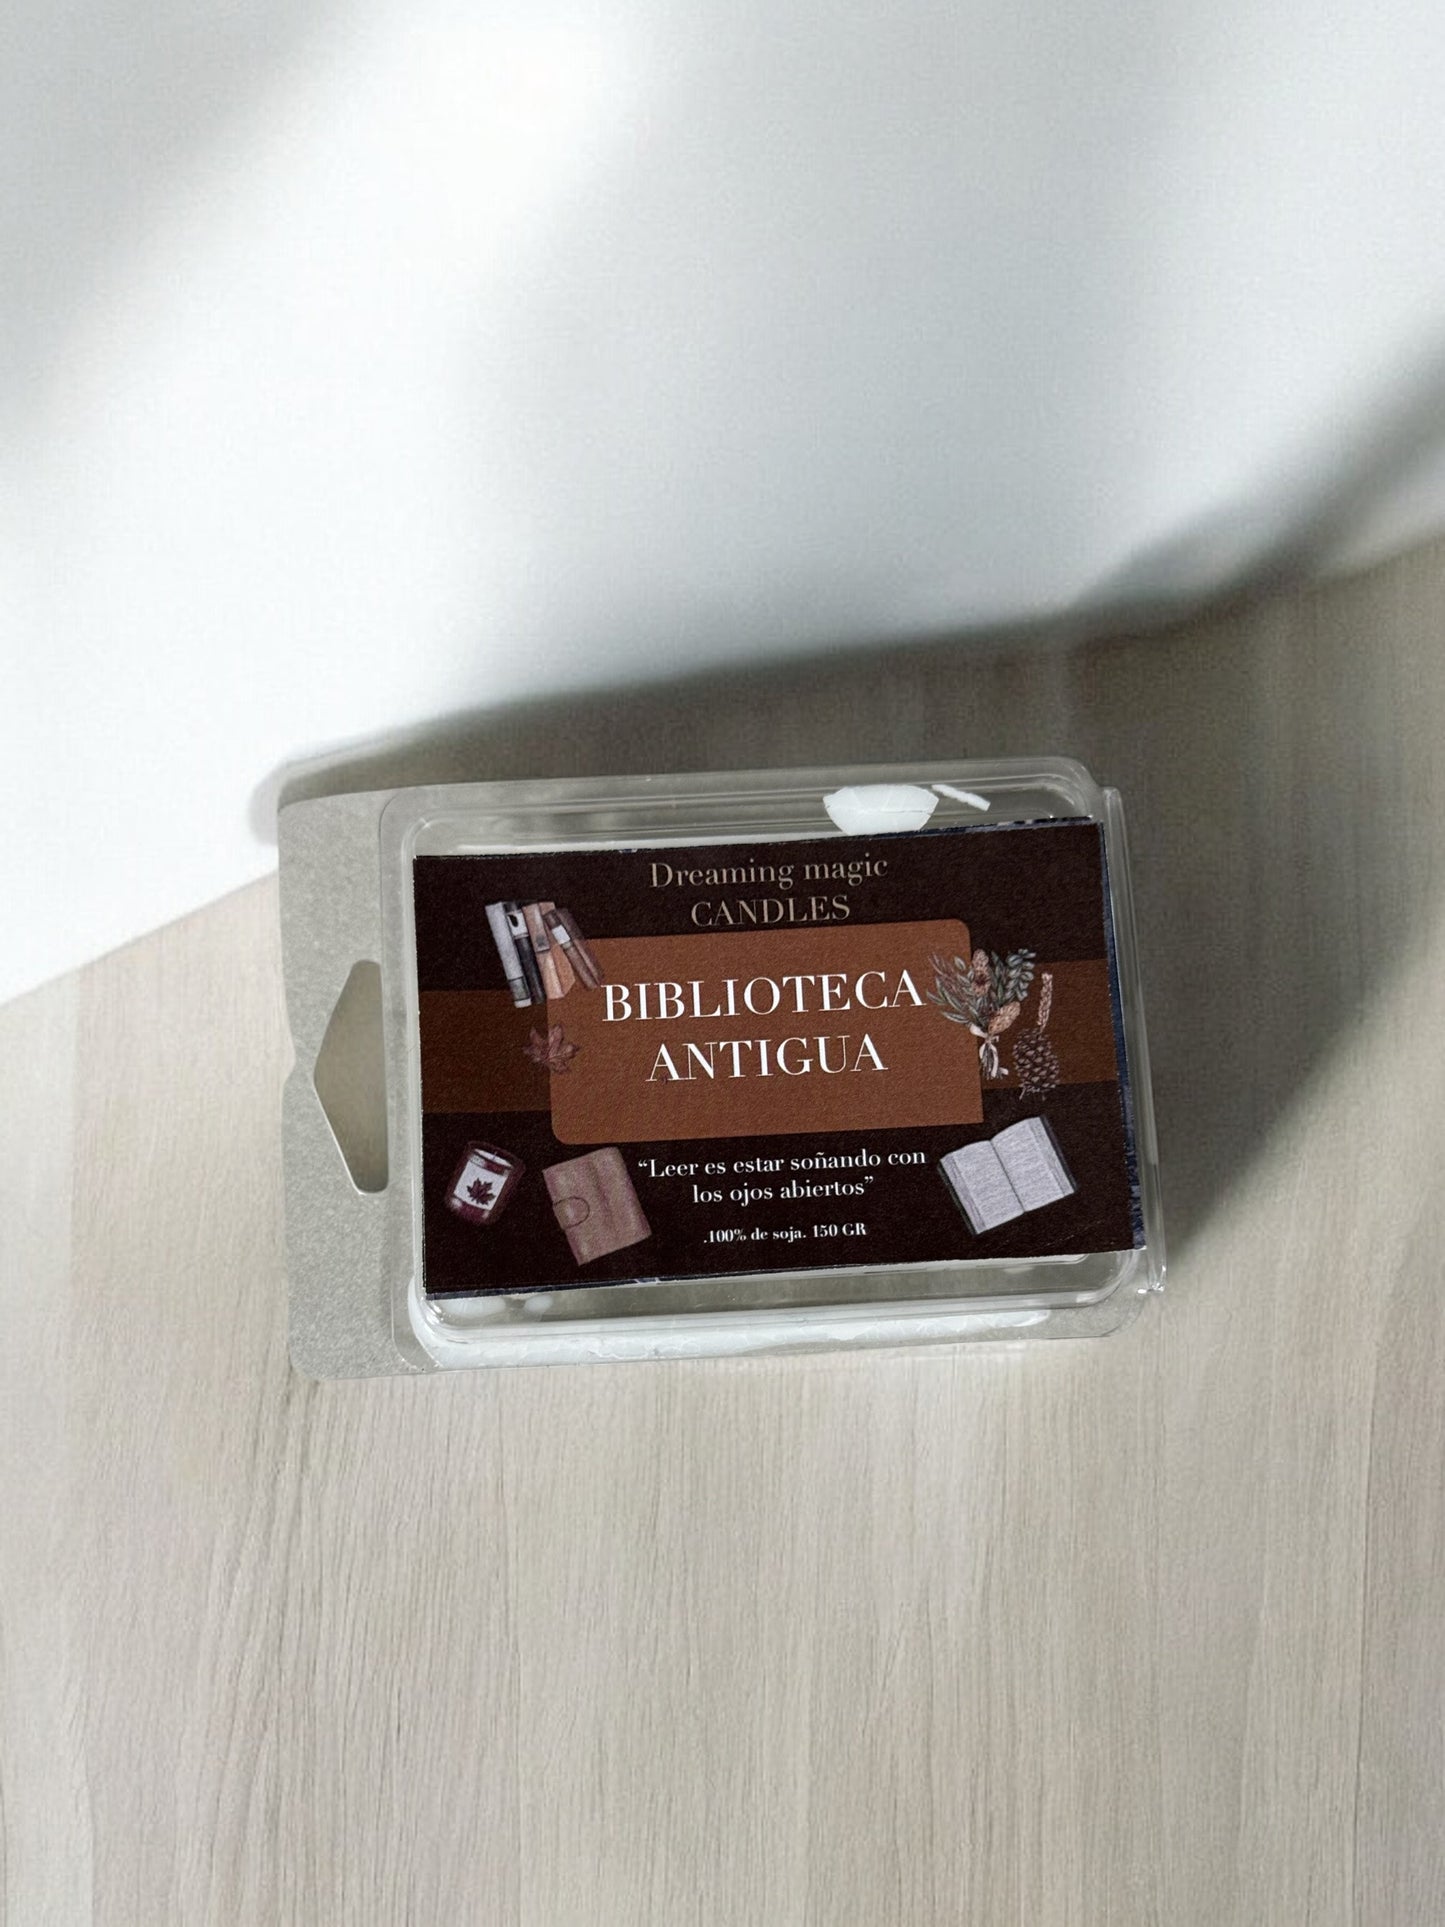 Dreaming magic
CANDLES
BIBLIOTECA
ANTIGUA
“Leer es estar soñando con
los ojos abiertos”
.100% de soja. 150 GR